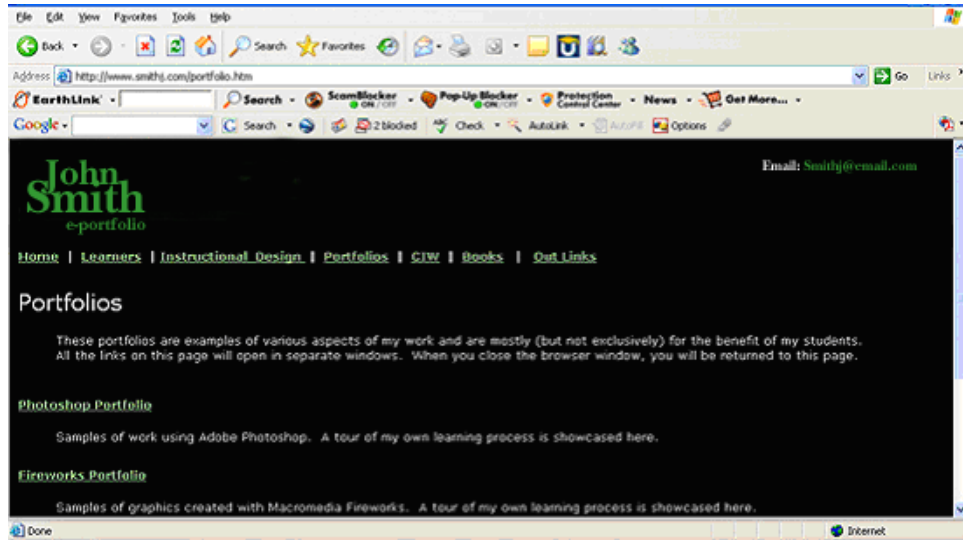 File Edit View Favorites Tools Help
Back Search Favorites
Address http://www.smithj.com/portfolio.htm Go Links
EarthLink Search ScamBlocker ON/OFF Pop-Up Blocker ON/OFF Protection Control Center News Get More...
Google Search 2 blocked Check AutoLink AutoFill Options
John
Smith
e-portfolio
Email: Smithj@email.com
Home | Learners | Instructional Design | Portfolios | CIW | Books | Out Links
Portfolios
These portfolios are examples of various aspects of my work and are mostly (but not exclusively) for the benefit of my students.
All the links on this page will open in separate windows. When you close the browser window, you will be returned to this page.
Photoshop Portfolio
Samples of work using Adobe Photoshop. A tour of my own learning process is showcased here.
Fireworks Portfolio
Samples of graphics created with Macromedia Fireworks. A tour of my own learning process is showcased here.
Done Internet